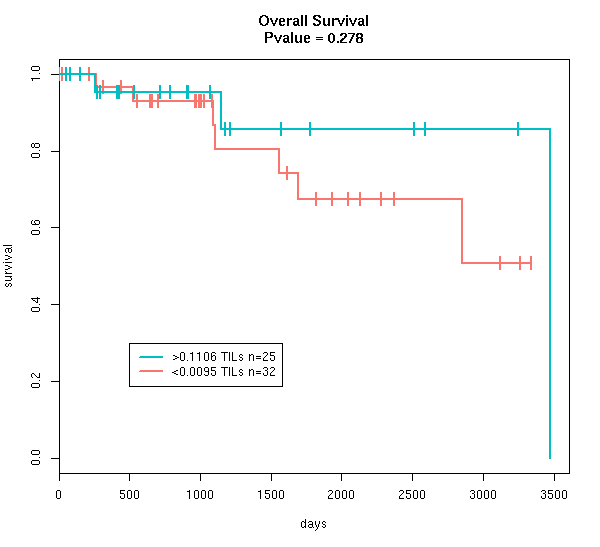 Overall Survival
Pvalue = 0.278
survival
1.0
0.8
0.6
0.4
0.2
0.0
>0.1106 TILs n=25
<0.0095 TILs n=32
0 500 1000 1500 2000 2500 3000 3500
days